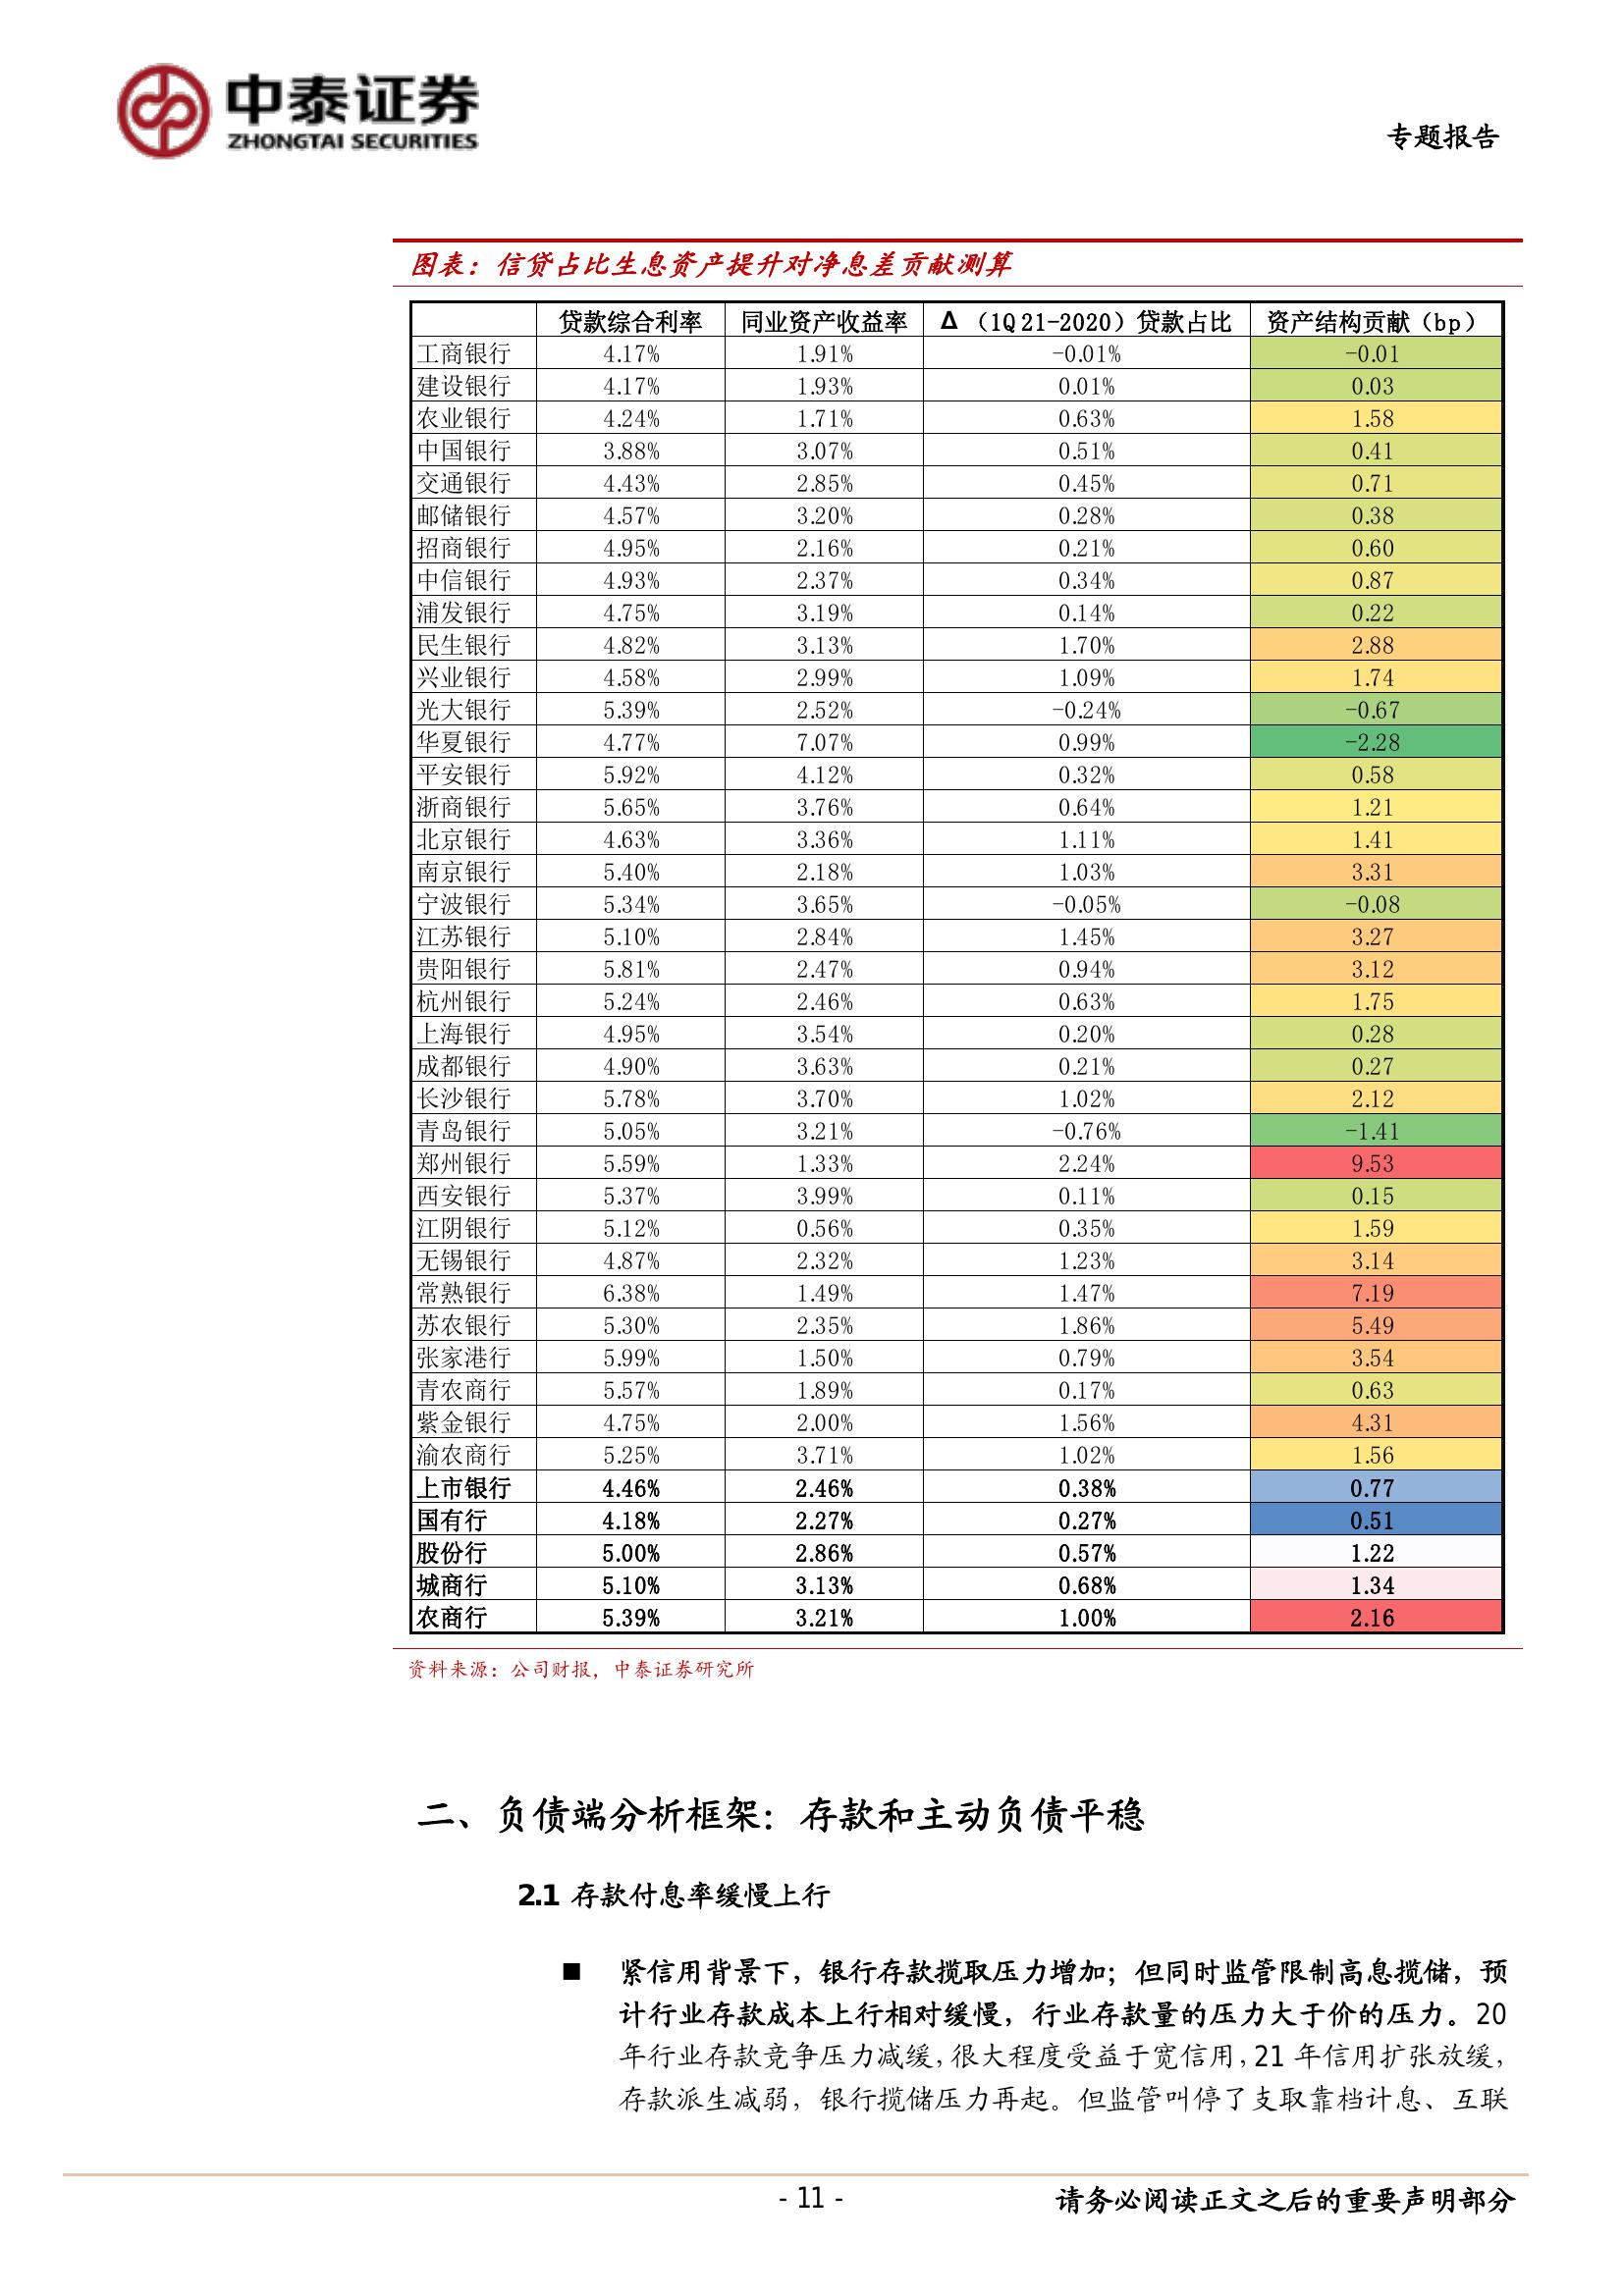 中泰证券
ZHONGTAI SECURITIES
专题报告
图表：信贷占比生息资产提升对净息差贡献测算
贷款综合利率 同业资产收益率 Δ（1Q21-2020）贷款占比 资产结构贡献（bp）
工商银行 4.17% 1.91% -0.01% -0.01
建设银行 4.17% 1.93% 0.01% 0.03
农业银行 4.24% 1.71% 0.63% 1.58
中国银行 3.88% 3.07% 0.51% 0.41
交通银行 4.43% 2.85% 0.45% 0.71
邮储银行 4.57% 3.20% 0.28% 0.38
招商银行 4.95% 2.16% 0.21% 0.60
中信银行 4.93% 2.37% 0.34% 0.87
浦发银行 4.75% 3.19% 0.14% 0.22
民生银行 4.82% 3.13% 1.70% 2.88
兴业银行 4.58% 2.99% 1.09% 1.74
光大银行 5.39% 2.52% -0.24% -0.67
华夏银行 4.77% 7.07% 0.99% -2.28
平安银行 5.92% 4.12% 0.32% 0.58
浙商银行 5.65% 3.76% 0.64% 1.21
北京银行 4.63% 3.36% 1.11% 1.41
南京银行 5.40% 2.18% 1.03% 3.31
宁波银行 5.34% 3.65% -0.05% -0.08
江苏银行 5.10% 2.84% 1.45% 3.27
贵阳银行 5.81% 2.47% 0.94% 3.12
杭州银行 5.24% 2.46% 0.63% 1.75
上海银行 4.95% 3.54% 0.20% 0.28
成都银行 4.90% 3.63% 0.21% 0.27
长沙银行 5.78% 3.70% 1.02% 2.12
青岛银行 5.05% 3.21% -0.76% -1.41
郑州银行 5.59% 1.33% 2.24% 9.53
西安银行 5.37% 3.99% 0.11% 0.15
江阴银行 5.12% 0.56% 0.35% 1.59
无锡银行 4.87% 2.32% 1.23% 3.14
常熟银行 6.38% 1.49% 1.47% 7.19
苏农银行 5.30% 2.35% 1.86% 5.49
张家港行 5.99% 1.50% 0.79% 3.54
青农商行 5.57% 1.89% 0.17% 0.63
紫金银行 4.75% 2.00% 1.56% 4.31
渝农商行 5.25% 3.71% 1.02% 1.56
上市银行 4.46% 2.46% 0.38% 0.77
国有行 4.18% 2.27% 0.27% 0.51
股份行 5.00% 2.86% 0.57% 1.22
城商行 5.10% 3.13% 0.68% 1.34
农商行 5.39% 3.21% 1.00% 2.16
资料来源：公司财报，中泰证券研究所
二、负债端分析框架：存款和主动负债平稳
2.1 存款付息率缓慢上行
■ 紧信用背景下，银行存款揽取压力增加；但同时监管限制高息揽储，预
计行业存款成本上行相对缓慢，行业存款量的压力大于价的压力。20
年行业存款竞争压力减缓，很大程度受益于宽信用，21 年信用扩张放缓，
存款派生减弱，银行揽储压力再起。但监管叫停了支取靠档计息、互联
- 11 -
请务必阅读正文之后的重要声明部分